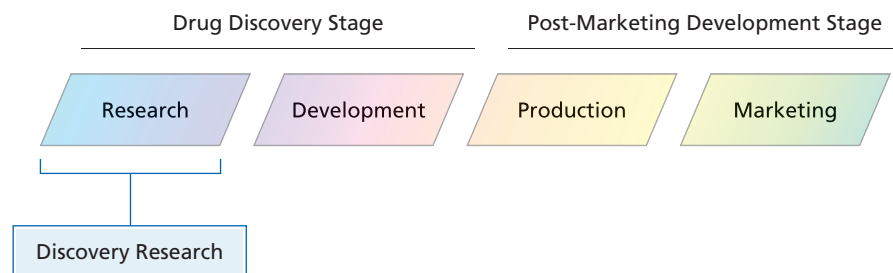 Drug Discovery Stage
Post-Marketing Development Stage
Research
Development
Production
Marketing
Discovery Research